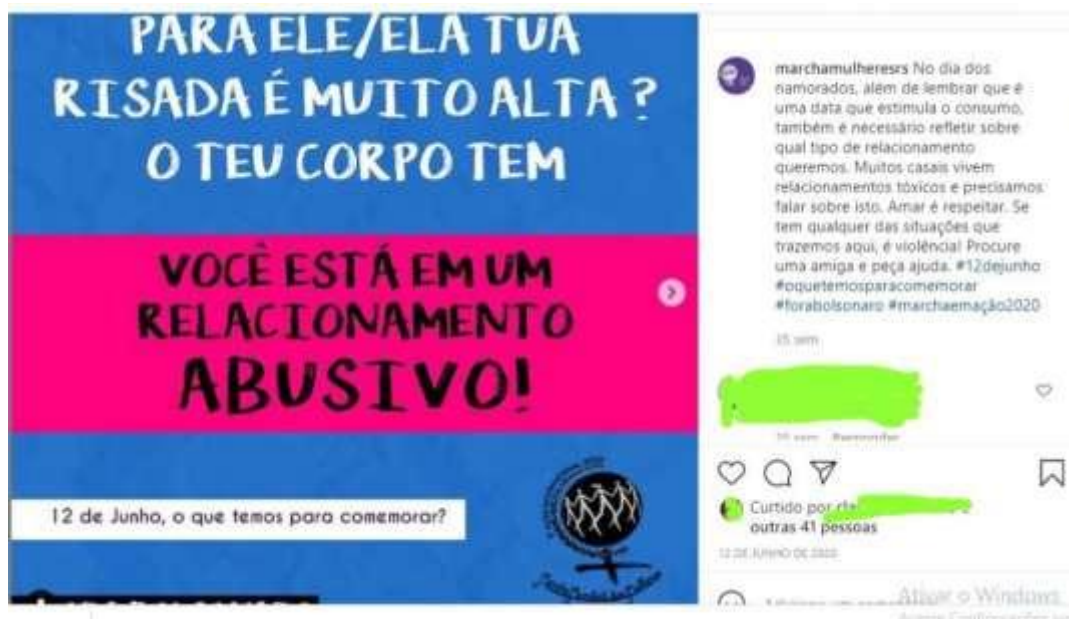 PARA ELE/ELA TUA
RISADA É MUITO ALTA ?
O TEU CORPO TEM
VOCÊ ESTÁ EM UM
RELACIONAMENTO
ABUSIVO!
12 de Junho, o que temos para comemorar?
marchamulheresrs No dia dos
namorados, além de lembrar que é
uma data que estimula o consumo,
também é necessário refletir sobre
qual tipo de relacionamento
queremos. Muitos casais vivem
relacionamentos tóxicos e precisamos
falar sobre isto. Amar é respeitar. Se
tem qualquer das situações que
trazemos aqui, é violência! Procure
uma amiga e peça ajuda. #12dejunho
#oquetemosparacomemorar
#forabolsonaro #marchaemação2020
35 sem
Curtido por
outras 41 pessoas
12 DE JUNHO DE 2020
Ativar o Windows